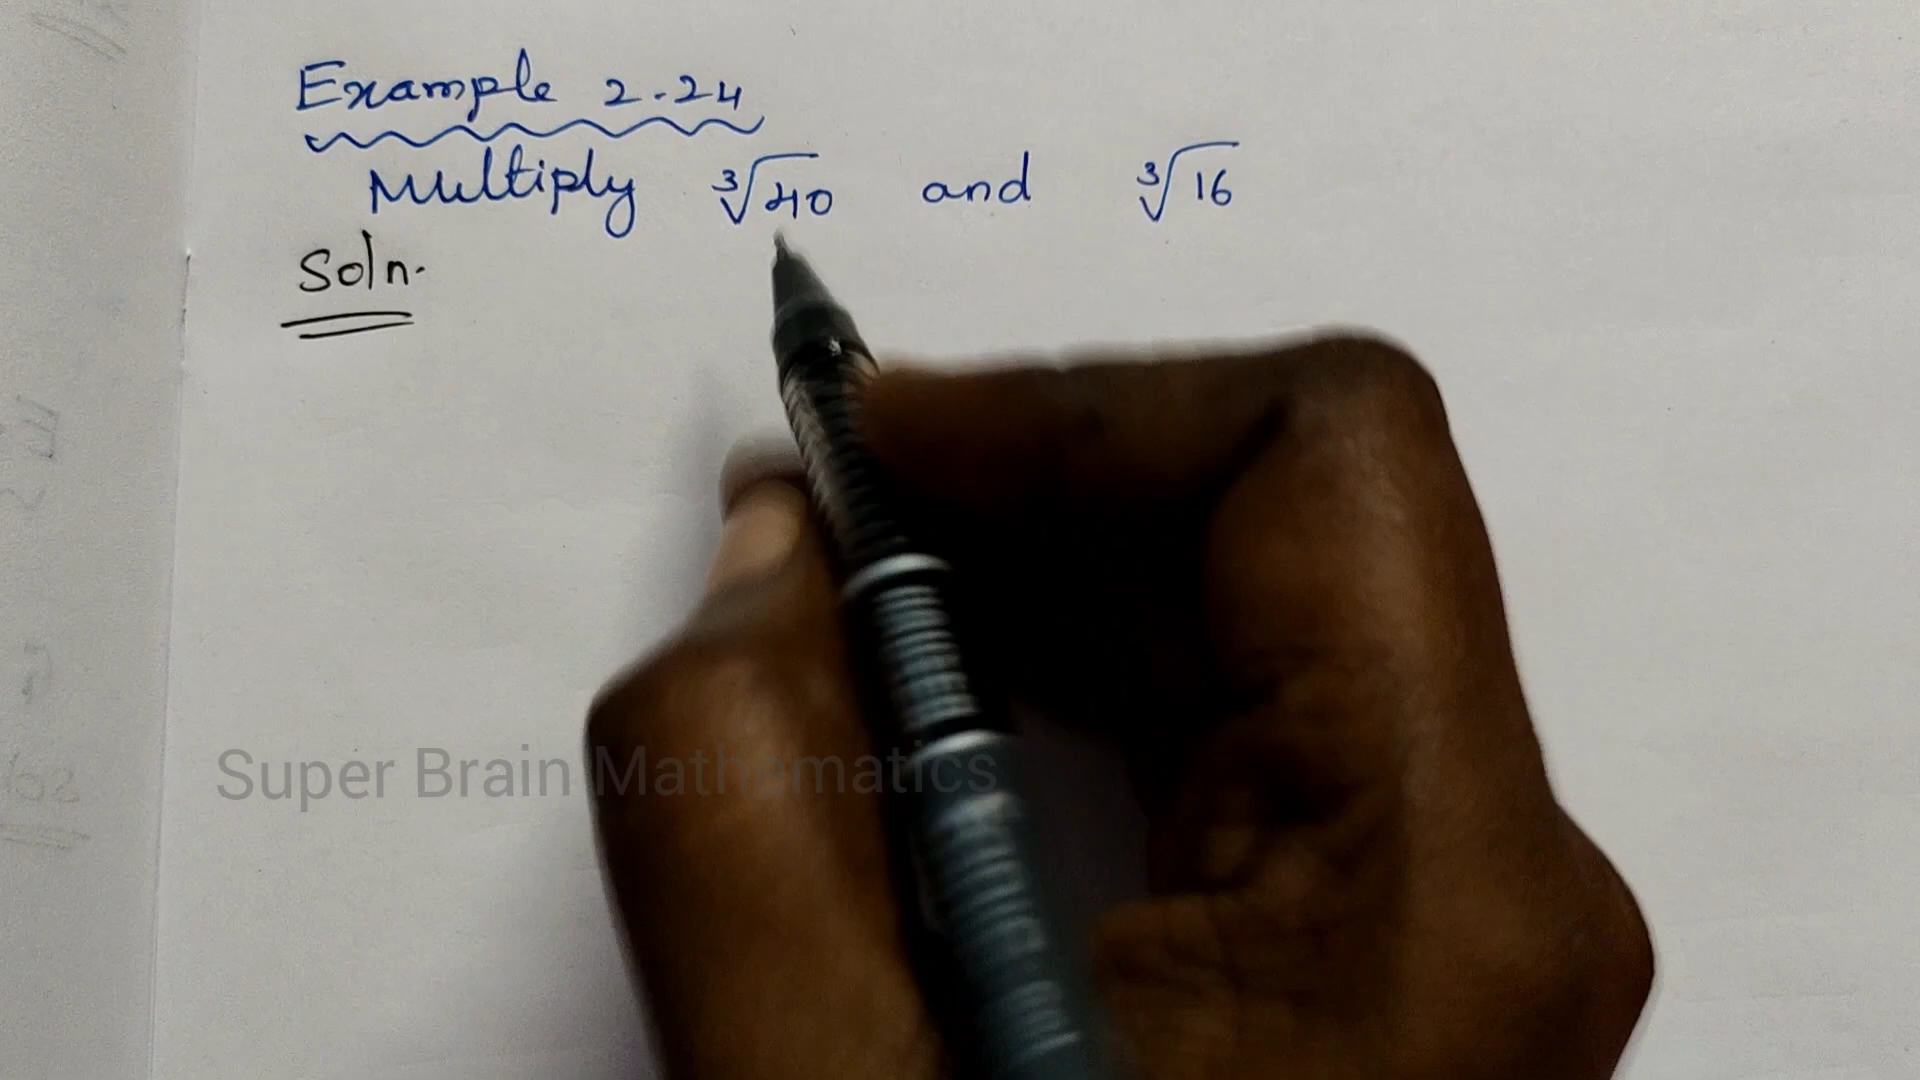 Example 2.24
Multiply ∛40 and ∛16
Soln.
Super Brain Mathematics